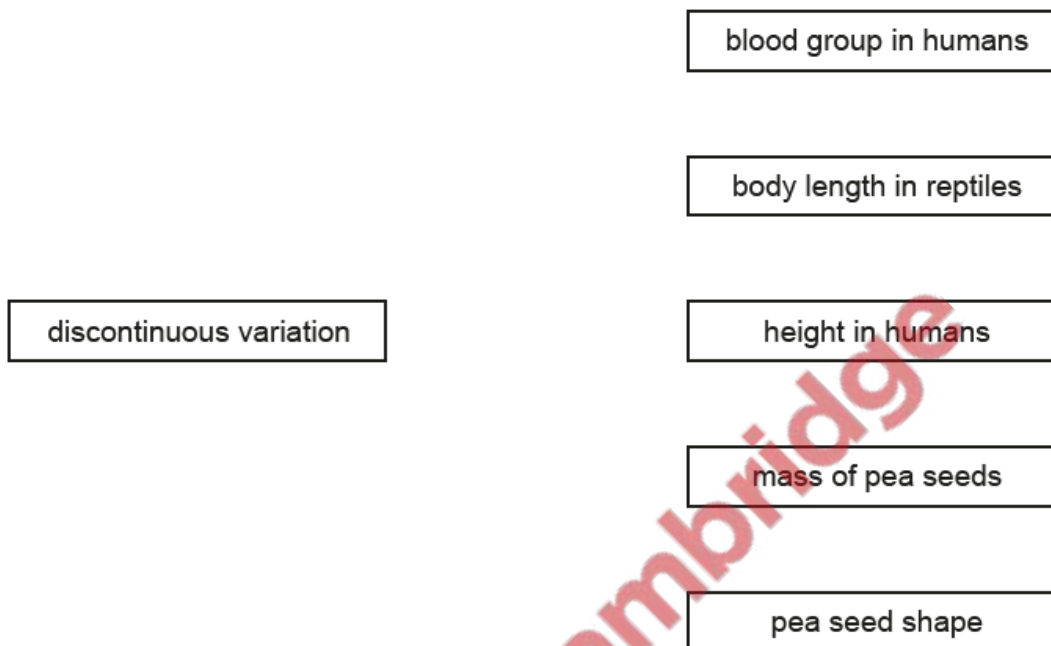 blood group in humans
body length in reptiles
discontinuous variation
height in humans
mass of pea seeds
pea seed shape
ambridge